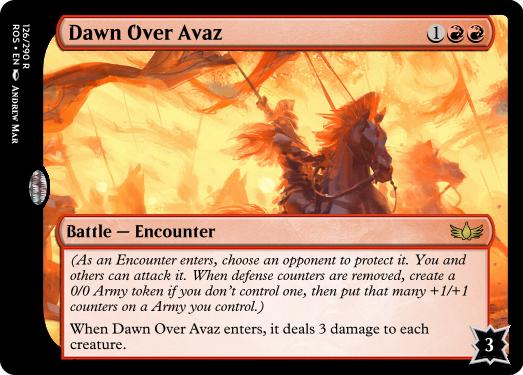 Dawn Over Avaz
1
Battle — Encounter
(As an Encounter enters, choose an opponent to protect it. You and
others can attack it. When defense counters are removed, create a
0/0 Army token if you don't control one, then put that many +1/+1
counters on a Army you control.)
When Dawn Over Avaz enters, it deals 3 damage to each
creature.
3
126/290 R
ROS • EN Andrew Mar